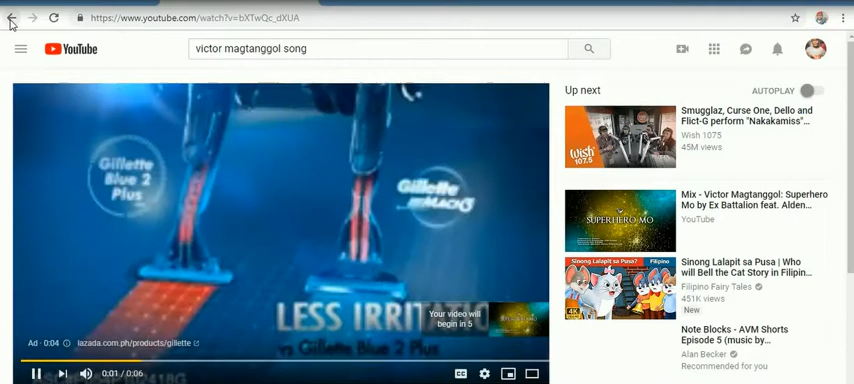 https://www.youtube.com/watch?v=bXTwQc_dXUA
YouTube
victor magtanggol song
Gillette
Blue 2
Plus
Gillette
MACH3
LESS IRRITATIO
vs Gillette Blue 2 Plus
Your video will
begin in 5
Ad · 0:04
lazada.com.ph/products/gillette
0:01 / 0:06
Up next
AUTOPLAY
wish
107.5
Smugglaz, Curse One, Dello and
Flict-G perform "Nakakamiss"...
Wish 1075
45M views
SUPERHERO MO
Mix - Victor Magtanggol: Superhero
Mo by Ex Battalion feat. Alden...
YouTube
Sinong Lalapit sa Pusa
Filipino
4K
Sinong Lalapit sa Pusa | Who
will Bell the Cat Story in Filipin...
Filipino Fairy Tales
451K views
New
Note Blocks - AVM Shorts
Episode 5 (music by...
Alan Becker
Recommended for you